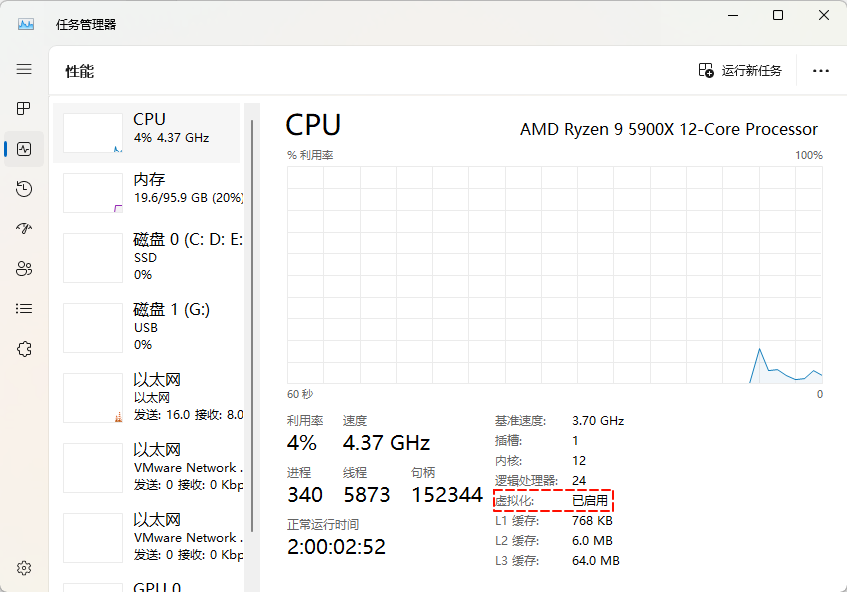 任务管理器
性能
运行新任务
CPU
4% 4.37 GHz
内存
19.6/95.9 GB (20%)
磁盘 0 (C: D: E:
SSD
0%
磁盘 1 (G:)
USB
0%
以太网
以太网
发送: 16.0 接收: 8.0
以太网
VMware Network .
发送: 0 接收: 0 Kbp
以太网
VMware Network .
发送: 0 接收: 0 Kbp
GPU 0
CPU
AMD Ryzen 9 5900X 12-Core Processor
% 利用率
100%
60 秒
0
利用率
速度
4%
4.37 GHz
进程
线程
句柄
340
5873
152344
正常运行时间
2:00:02:52
基准速度: 3.70 GHz
插槽: 1
内核: 12
逻辑处理器: 24
虚拟化: 已启用
L1 缓存: 768 KB
L2 缓存: 6.0 MB
L3 缓存: 64.0 MB